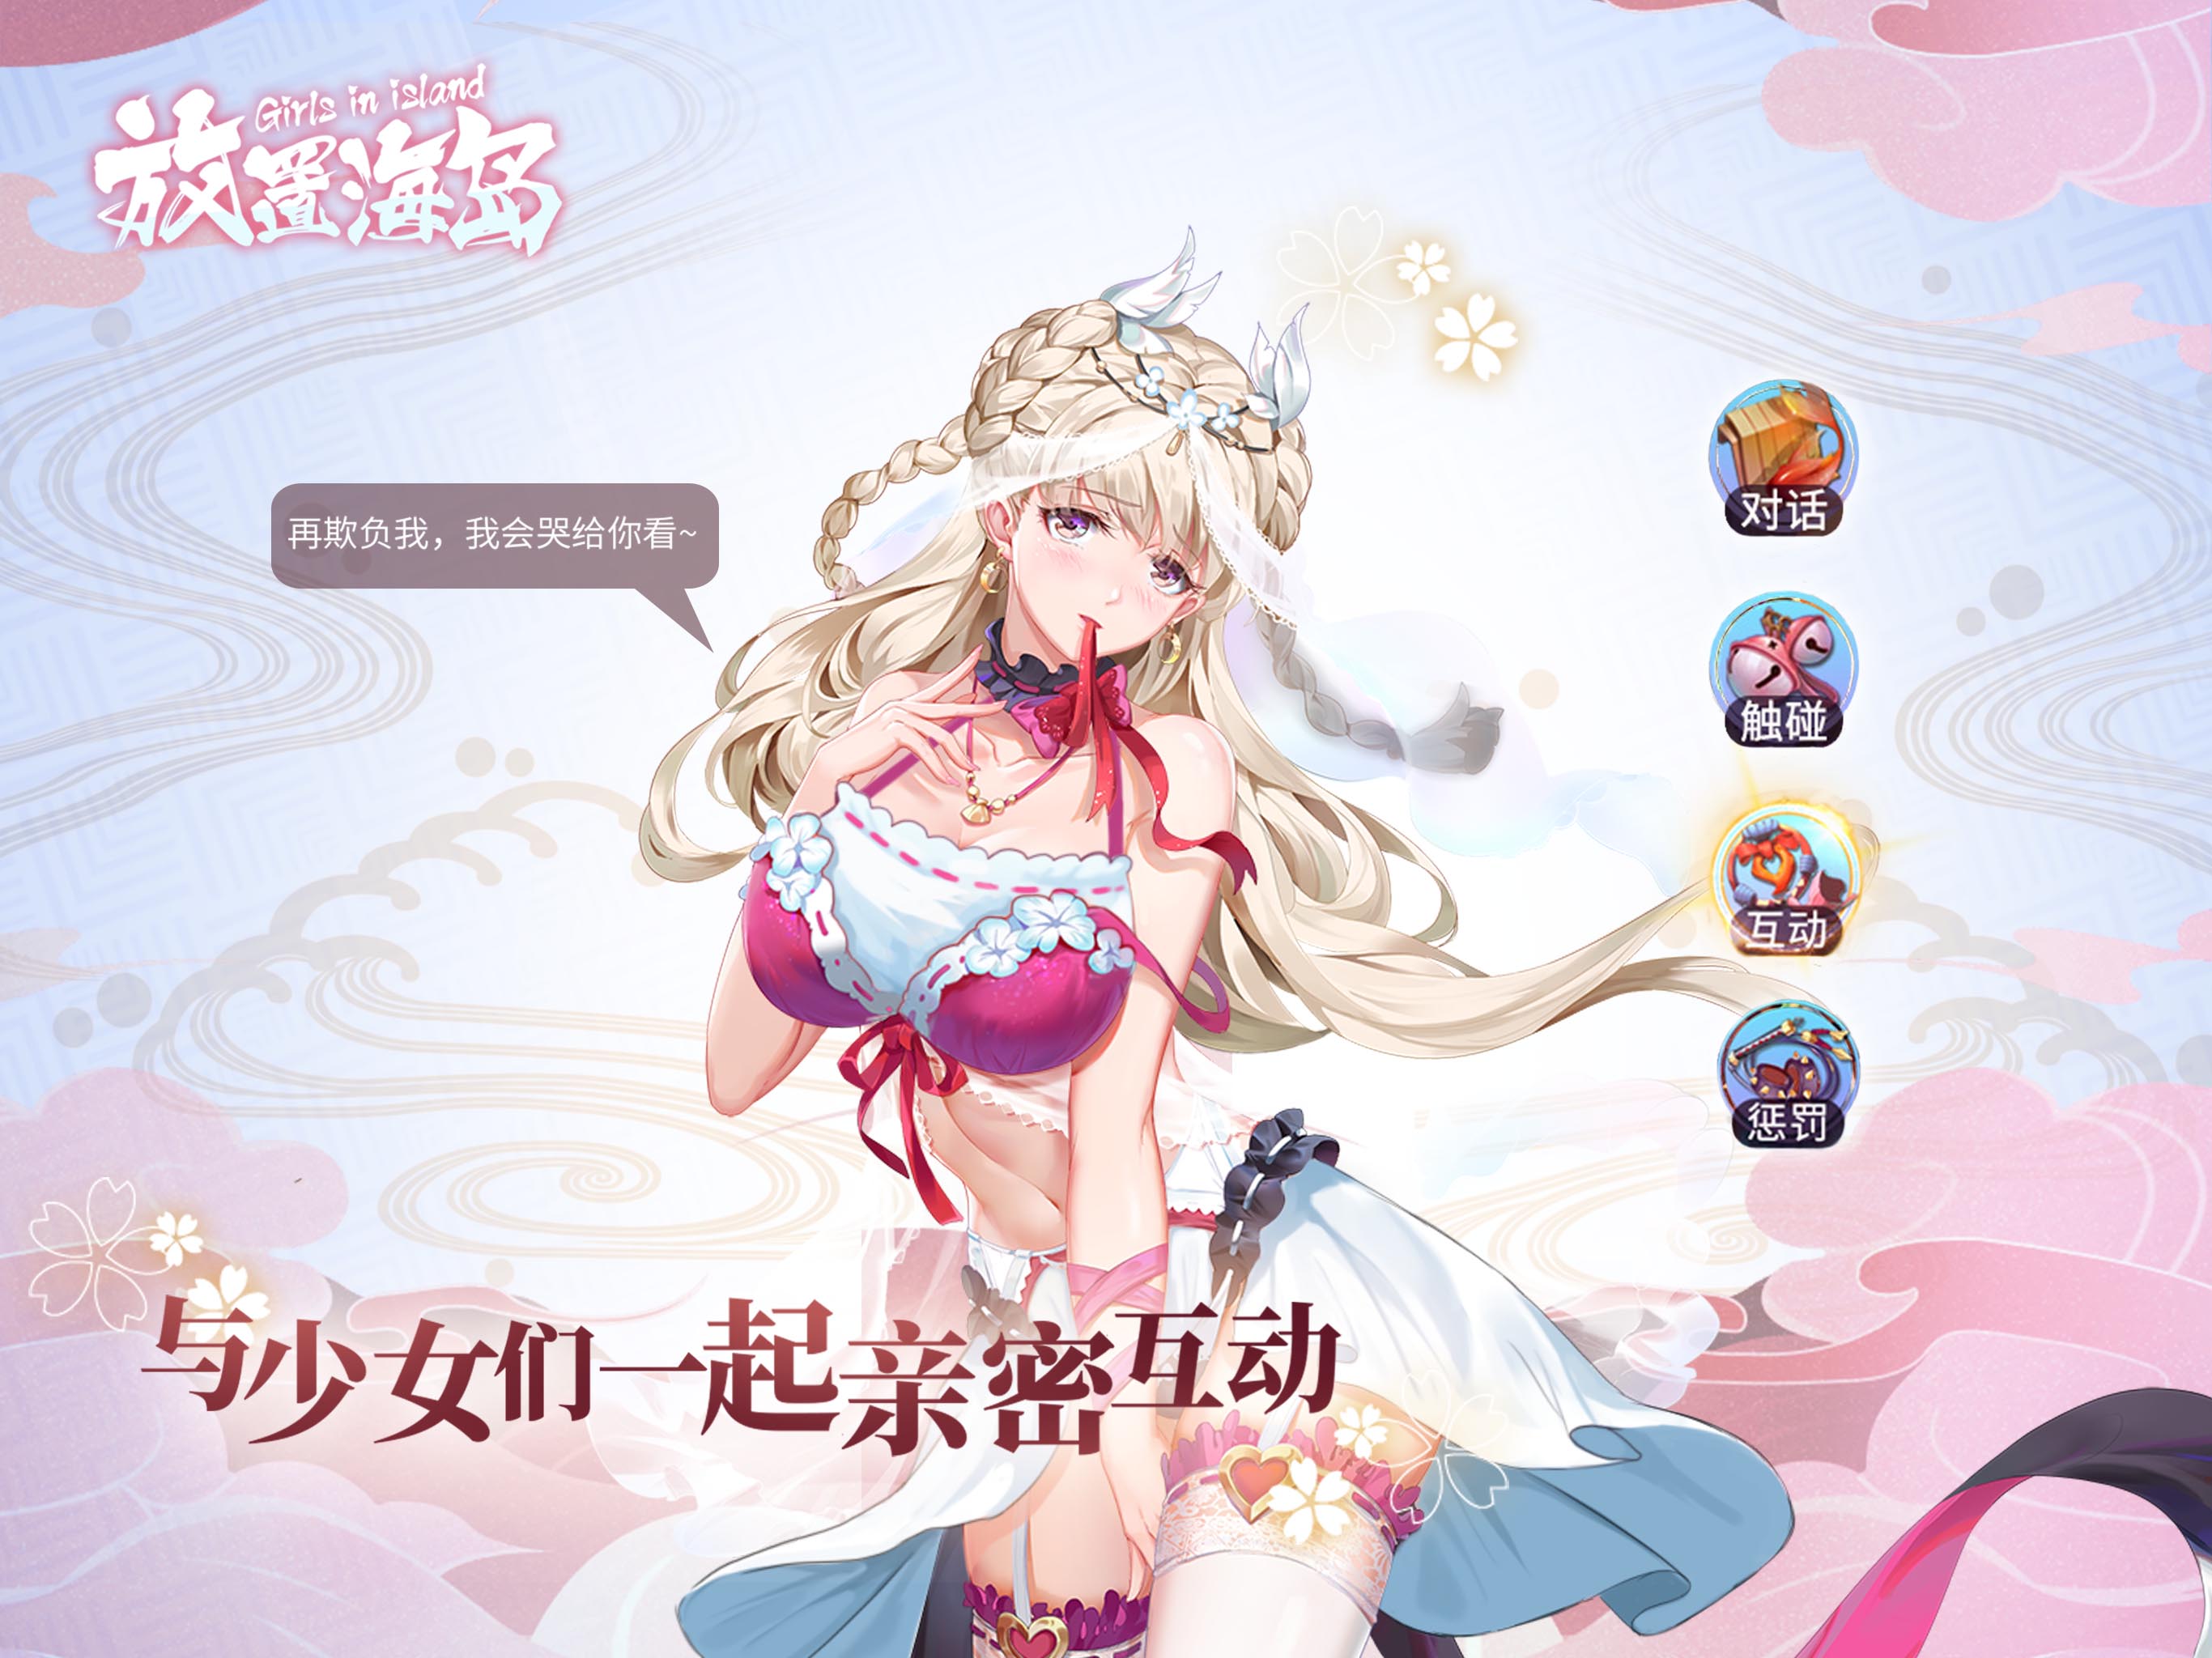 Girls in island
放置海岛
再欺负我，我会哭给你看~
对话
触碰
互动
惩罚
与少女们一起亲密互动